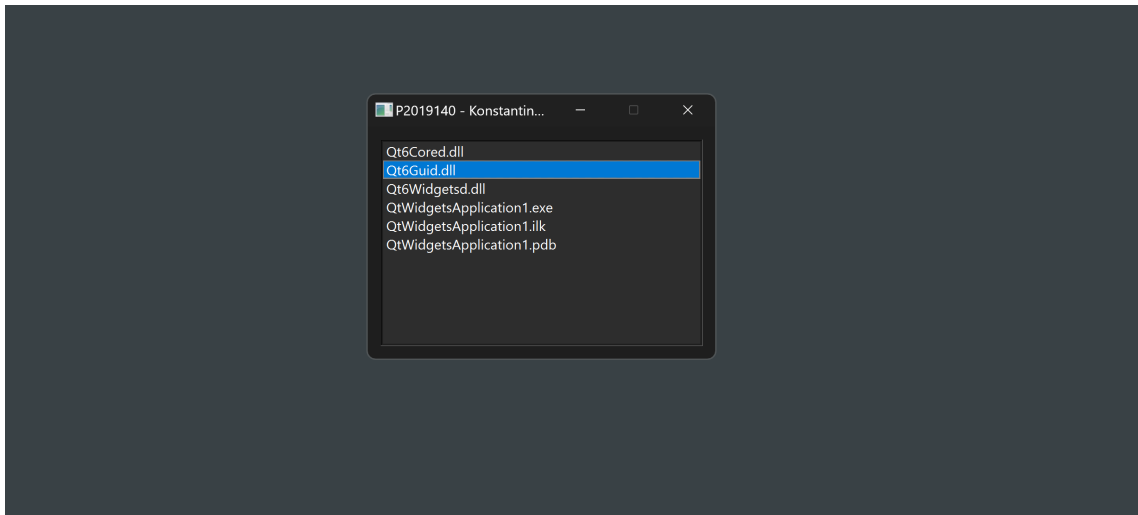 P2019140 - Konstantin...
Qt6Cored.dll
Qt6Guid.dll
Qt6Widgetsd.dll
QtWidgetsApplication1.exe
QtWidgetsApplication1.ilk
QtWidgetsApplication1.pdb